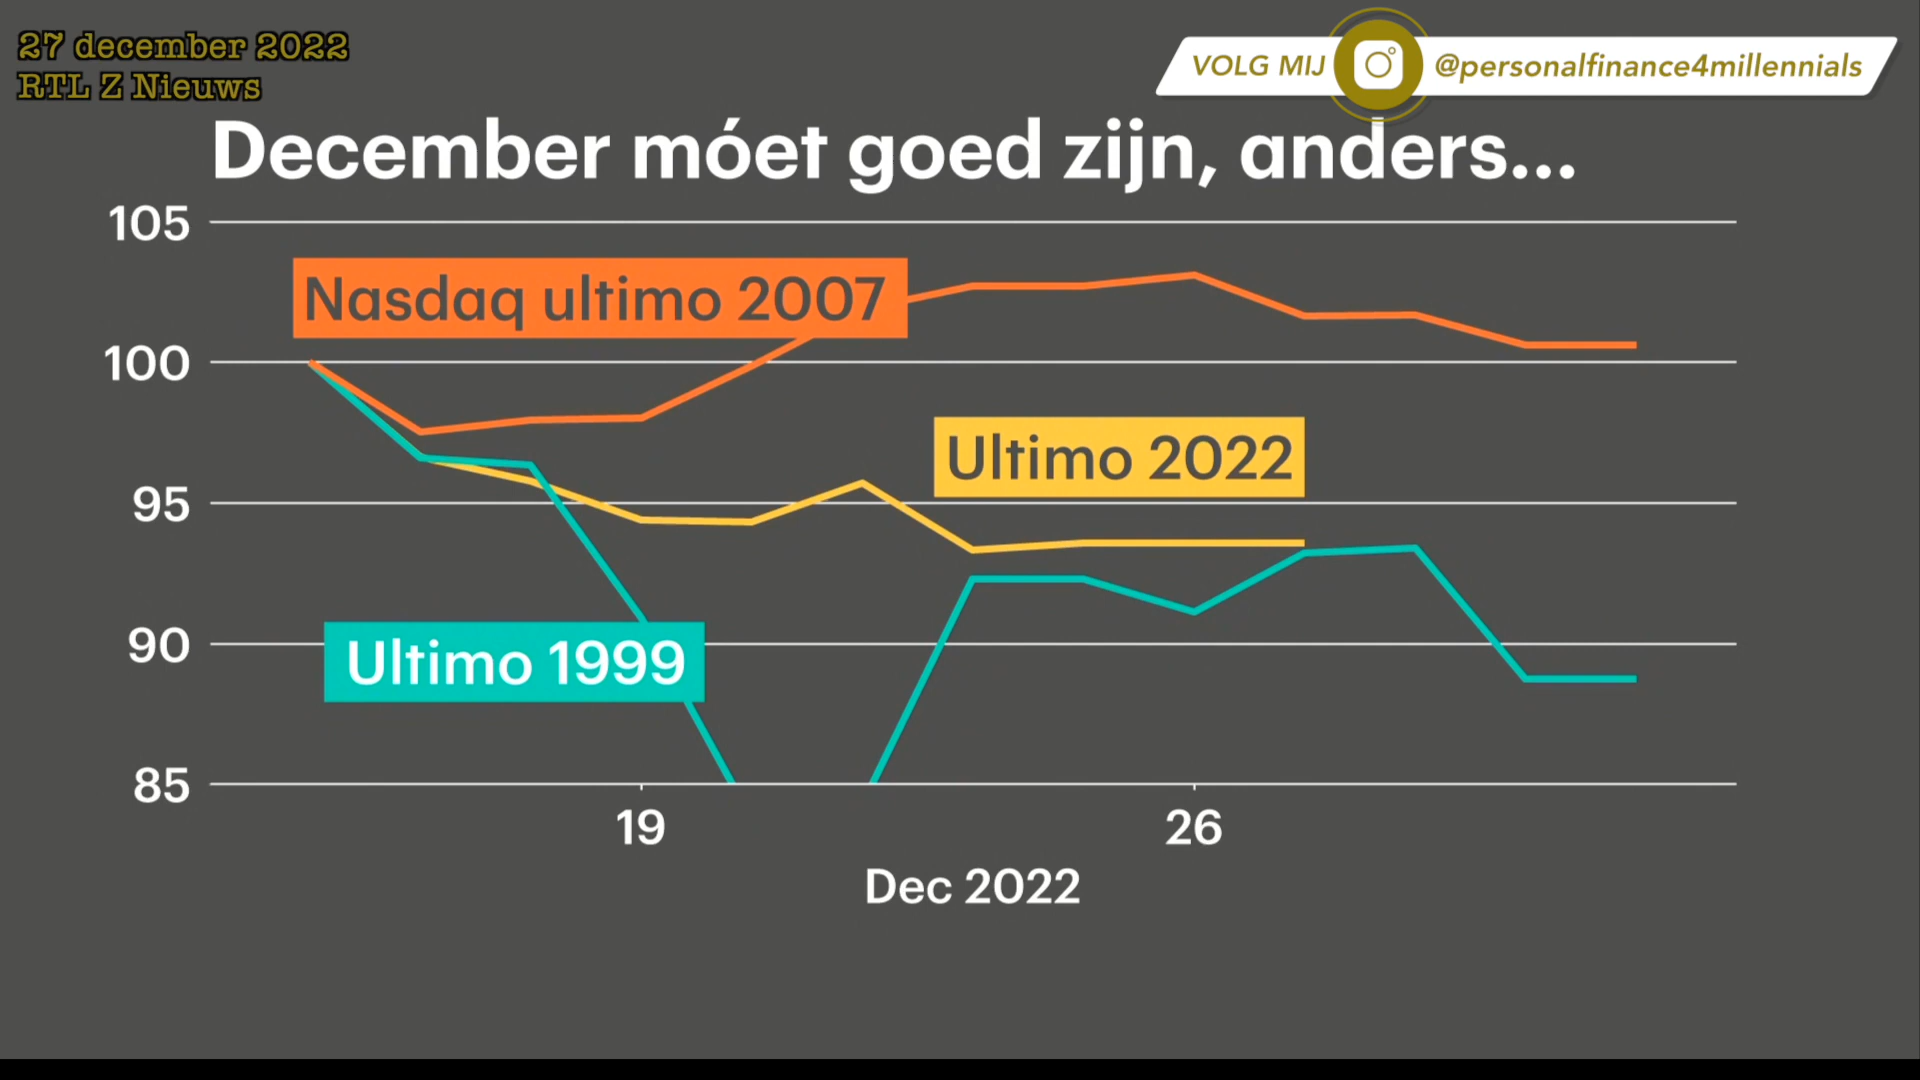 27 december 2022
RTL Z Nieuws
VOLG MIJ @personalfinance4millennials
December móet goed zijn, anders...
105
Nasdaq ultimo 2007
100
Ultimo 2022
95
Ultimo 1999
90
85
19 26
Dec 2022